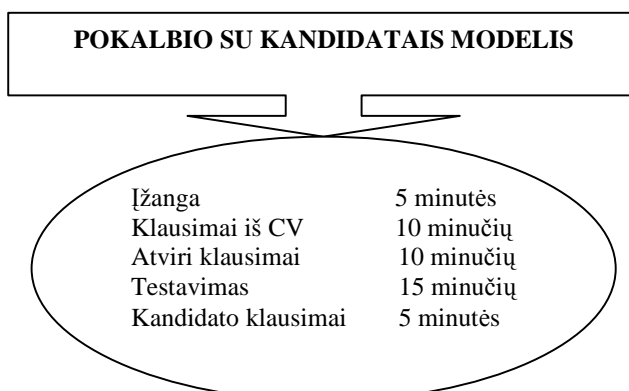 POKALBIO SU KANDIDATAIS MODELIS
Įžanga 5 minutės
Klausimai iš CV 10 minučių
Atviri klausimai 10 minučių
Testavimas 15 minučių
Kandidato klausimai 5 minutės